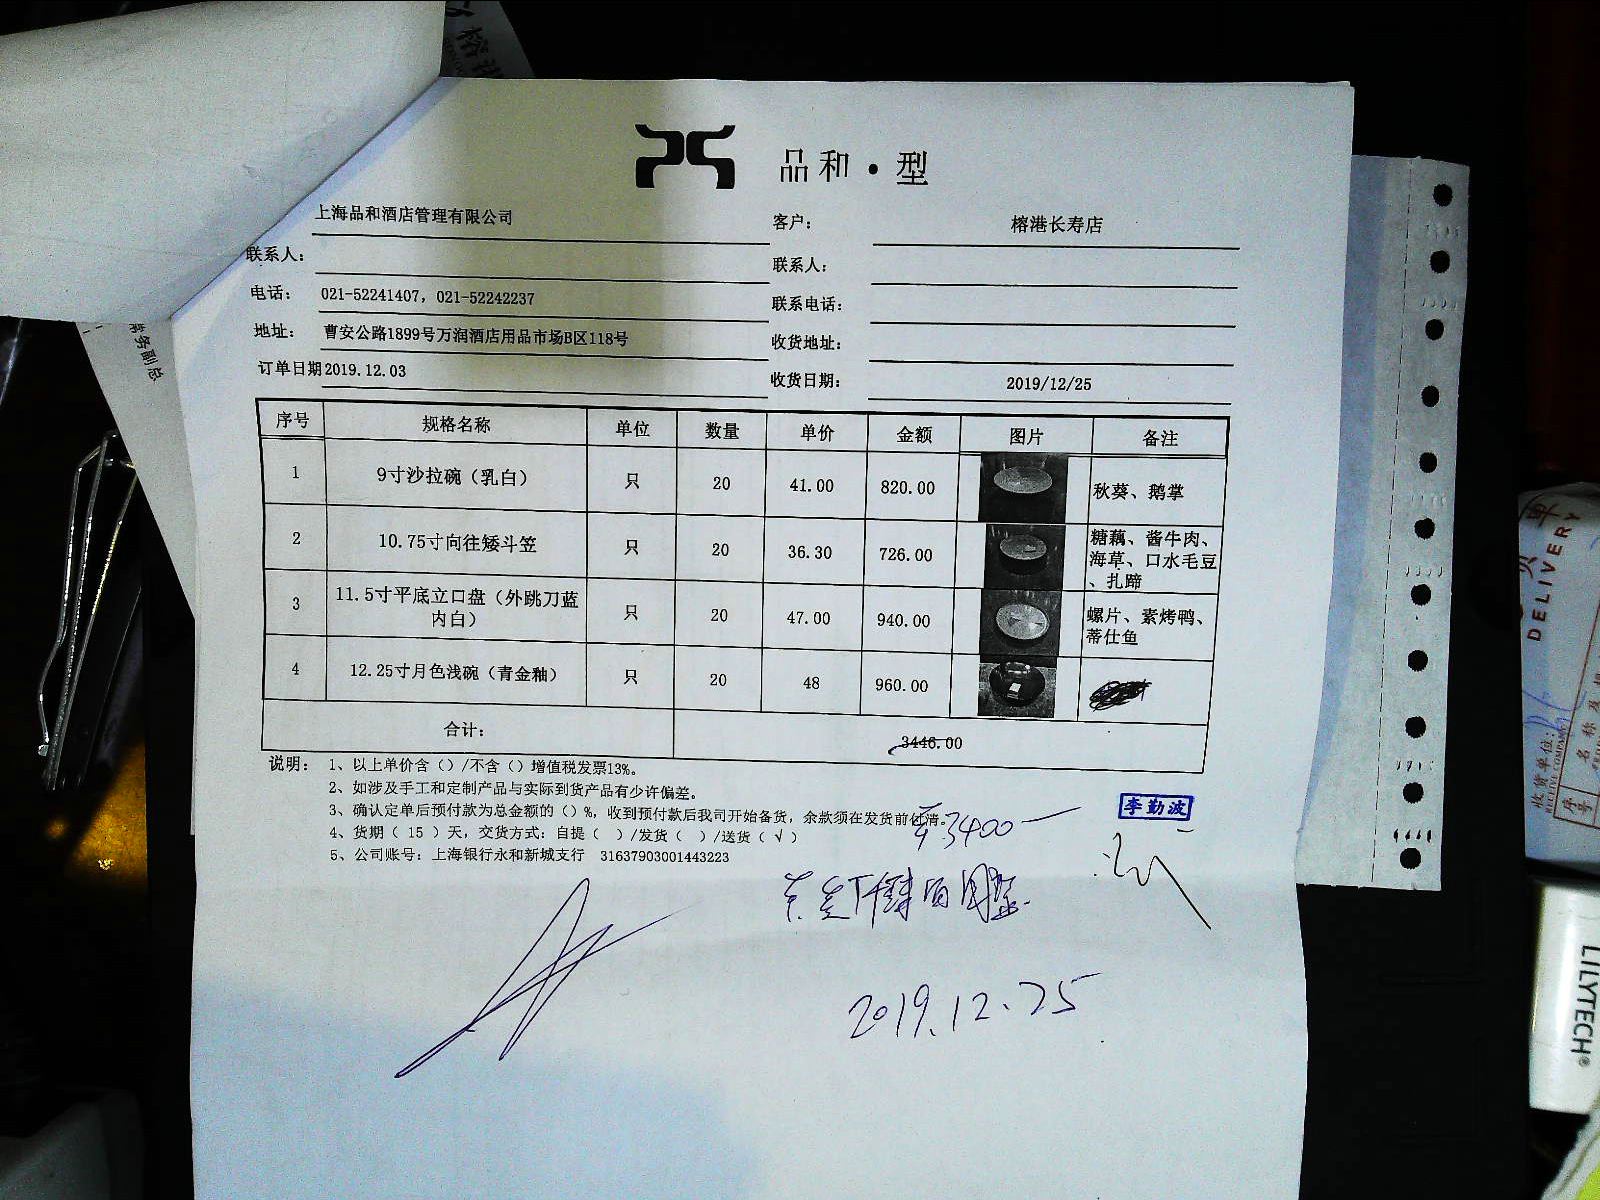 品和·型
上海品和酒店管理有限公司 客户: 榕港长寿店
联系人: 联系人:
电话: 021-52241407, 021-52242237 联系电话:
地址: 曹安公路1899号万润酒店用品市场B区118号 收货地址:
订单日期2019.12.03 收货日期: 2019/12/25
序号 规格名称 单位 数量 单价 金额 图片 备注
1 9寸沙拉碗(乳白) 只 20 41.00 820.00 秋葵、鹅掌
2 10.75寸向往矮斗笠 只 20 36.30 726.00 糖藕、酱牛肉、
海草、口水毛豆
、扎蹄
3 11.5寸平底立口盘(外跳刀蓝
内白) 只 20 47.00 940.00 螺片、素烤鸭、
蒂仕鱼
4 12.25寸月色浅碗(青金釉) 只 20 48 960.00
合计: 3446.00
说明: 1、以上单价含()/不含()增值税发票13%。
2、如涉及手工和定制产品与实际到货产品有少许偏差。
3、确认定单后预付款为总金额的()%，收到预付款后我司开始备货，余款须在发货前付清。
4、货期( 15 )天，交货方式: 自提( )/发货( )/送货( √ )
5、公司账号: 上海银行永和新城支行 31637903001443223
3400
李勤波
2019.12.25
常务副总
DELIVERY
收货单位:
序号
名称及规
LILYTECH®